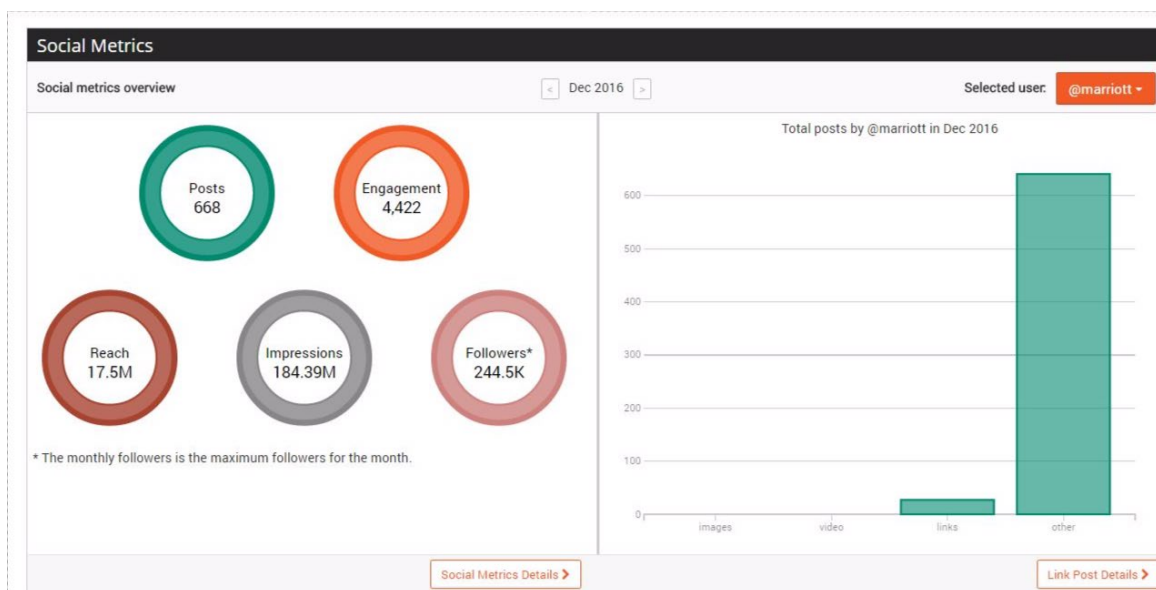 Social Metrics
Social metrics overview
< Dec 2016 >
Selected user: @marriott
Posts
668
Engagement
4,422
Reach
17.5M
Impressions
184.39M
Followers*
244.5K
* The monthly followers is the maximum followers for the month.
Social Metrics Details >
Total posts by @marriott in Dec 2016
600
500
400
300
200
100
0
images video links other
Link Post Details >